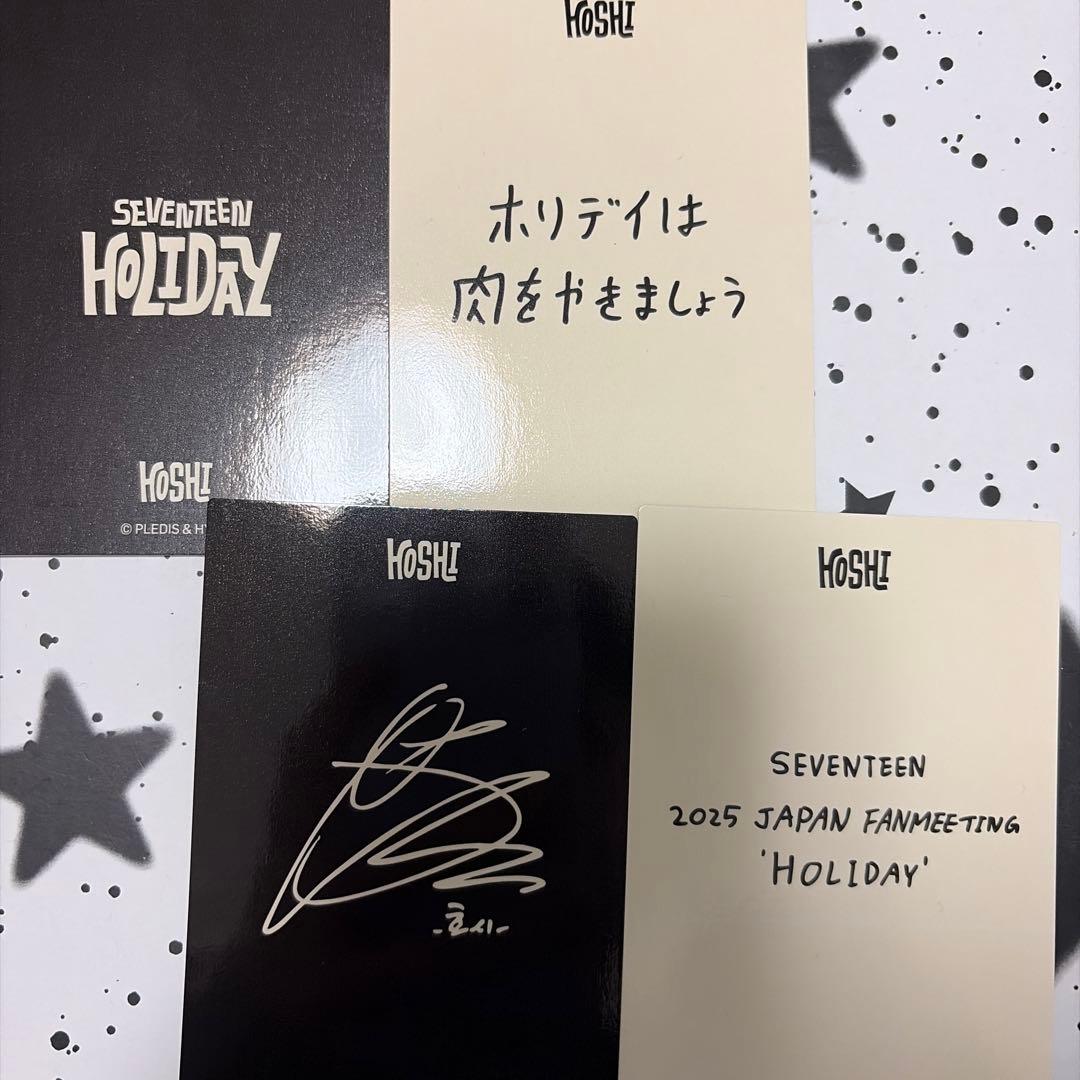 SEVENTEEN
HOLIDAY
HOSHI
© PLEDIS &
HOSHI
ホリデイは
肉をやきましょう
HOSHI
-호시-
HOSHI
SEVENTEEN
2025 JAPAN FANMEETING
'HOLIDAY'